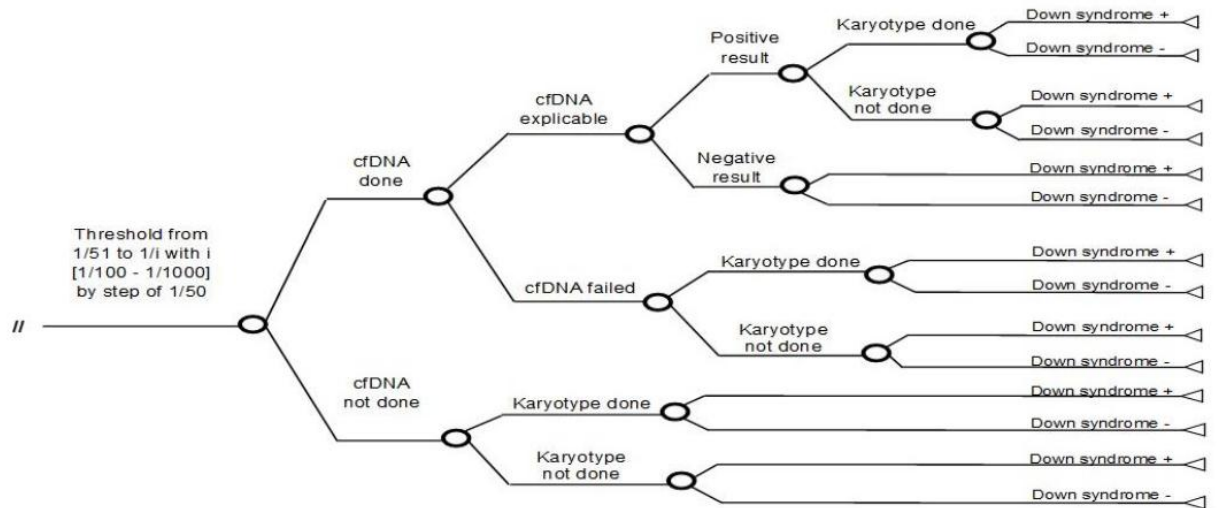 Down syndrome +
Karyotype done
Down syndrome -
Positive
result
Karyotype
not done
Down syndrome +
Down syndrome -
cfDNA
explicable
Negative
result
Down syndrome +
Down syndrome -
cfDNA
done
Threshold from
1/51 to 1/i with i
[1/100 - 1/1000]
by step of 1/50
//
Karyotype done
Down syndrome +
Down syndrome -
cfDNA failed
Karyotype
not done
Down syndrome +
Down syndrome -
cfDNA
not done
Karyotype done
Down syndrome +
Down syndrome -
Karyotype
not done
Down syndrome +
Down syndrome -